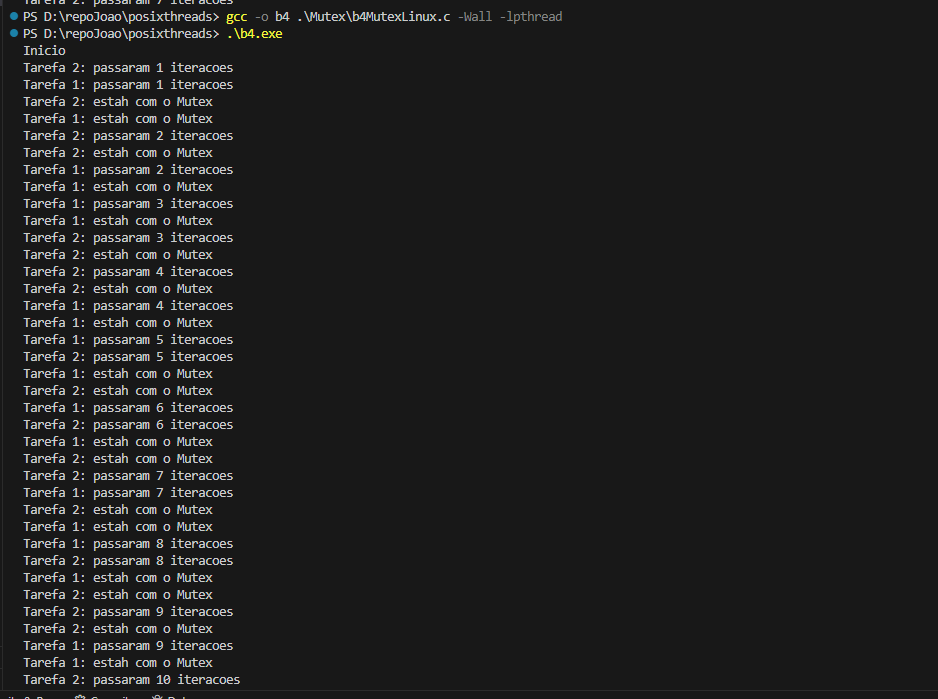 Tarefa 2: passaram 7 iteracoes
PS D:\repoJoao\posixthreads> gcc -o b4 .\Mutex\b4MutexLinux.c -Wall -lpthread
PS D:\repoJoao\posixthreads> .\b4.exe
Inicio
Tarefa 2: passaram 1 iteracoes
Tarefa 1: passaram 1 iteracoes
Tarefa 2: estah com o Mutex
Tarefa 1: estah com o Mutex
Tarefa 2: passaram 2 iteracoes
Tarefa 2: estah com o Mutex
Tarefa 1: passaram 2 iteracoes
Tarefa 1: estah com o Mutex
Tarefa 1: passaram 3 iteracoes
Tarefa 1: estah com o Mutex
Tarefa 2: passaram 3 iteracoes
Tarefa 2: estah com o Mutex
Tarefa 2: passaram 4 iteracoes
Tarefa 2: estah com o Mutex
Tarefa 1: passaram 4 iteracoes
Tarefa 1: estah com o Mutex
Tarefa 1: passaram 5 iteracoes
Tarefa 2: passaram 5 iteracoes
Tarefa 1: estah com o Mutex
Tarefa 2: estah com o Mutex
Tarefa 1: passaram 6 iteracoes
Tarefa 2: passaram 6 iteracoes
Tarefa 1: estah com o Mutex
Tarefa 2: estah com o Mutex
Tarefa 2: passaram 7 iteracoes
Tarefa 1: passaram 7 iteracoes
Tarefa 2: estah com o Mutex
Tarefa 1: estah com o Mutex
Tarefa 1: passaram 8 iteracoes
Tarefa 2: passaram 8 iteracoes
Tarefa 1: estah com o Mutex
Tarefa 2: estah com o Mutex
Tarefa 2: passaram 9 iteracoes
Tarefa 2: estah com o Mutex
Tarefa 1: passaram 9 iteracoes
Tarefa 1: estah com o Mutex
Tarefa 2: passaram 10 iteracoes